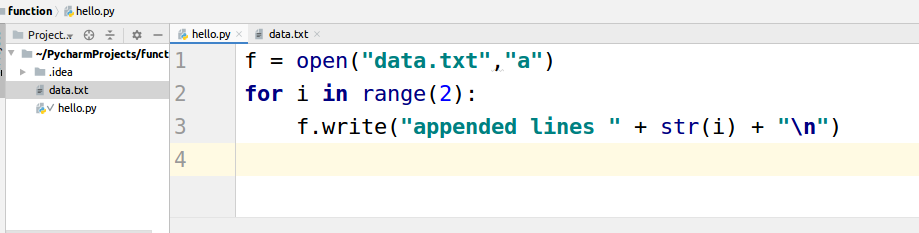 function hello.py
Project...
hello.py data.txt
~/PycharmProjects/funct
.idea
data.txt
hello.py
1 f = open("data.txt","a")
2 for i in range(2):
3 f.write("appended lines " + str(i) + "\n")
4